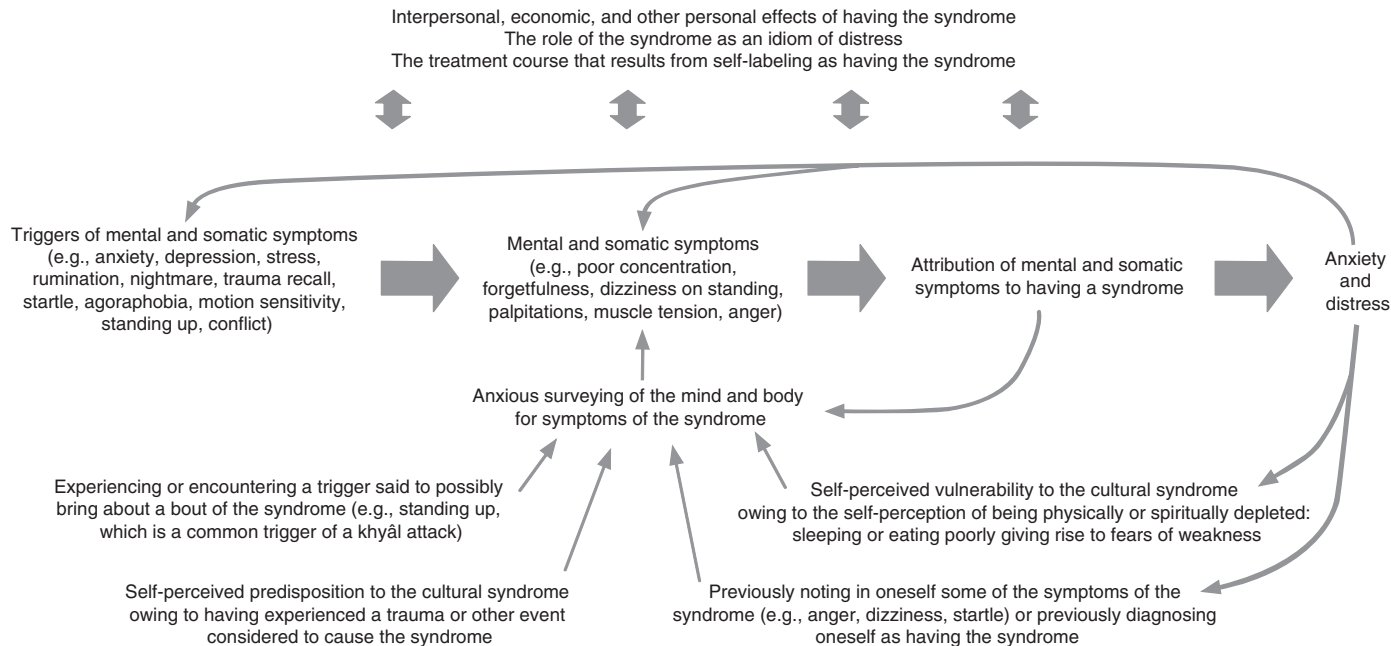 Interpersonal, economic, and other personal effects of having the syndrome
The role of the syndrome as an idiom of distress
The treatment course that results from self-labeling as having the syndrome
Triggers of mental and somatic symptoms
(e.g., anxiety, depression, stress,
rumination, nightmare, trauma recall,
startle, agoraphobia, motion sensitivity,
standing up, conflict)
Mental and somatic symptoms
(e.g., poor concentration,
forgetfulness, dizziness on standing,
palpitations, muscle tension, anger)
Attribution of mental and somatic
symptoms to having a syndrome
Anxiety
and
distress
Anxious surveying of the mind and body
for symptoms of the syndrome
Experiencing or encountering a trigger said to possibly
bring about a bout of the syndrome (e.g., standing up,
which is a common trigger of a khyâl attack)
Self-perceived vulnerability to the cultural syndrome
owing to the self-perception of being physically or spiritually depleted:
sleeping or eating poorly giving rise to fears of weakness
Self-perceived predisposition to the cultural syndrome
owing to having experienced a trauma or other event
considered to cause the syndrome
Previously noting in oneself some of the symptoms of the
syndrome (e.g., anger, dizziness, startle) or previously diagnosing
oneself as having the syndrome